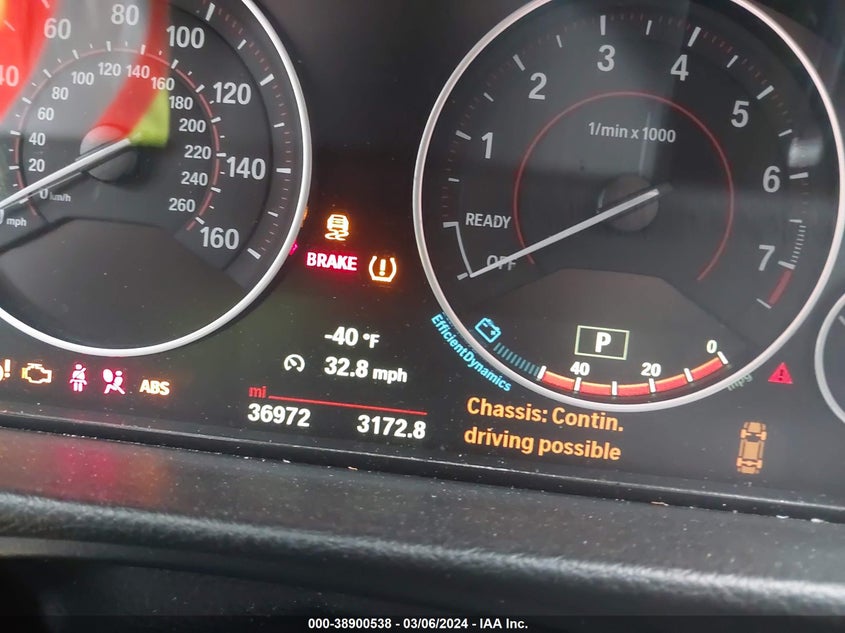 40 60 80 100 120 140 160
mph
0 20 40 60 80 100 120 140 160 180 200 220 240 260
km/h
1 2 3 4 5 6 7
1/min x 1000
READY
OFF
BRAKE
-40 °F
32.8 mph
mi
36972 3172.8
ABS
EfficientDynamics
P
40 20 0
mpg
Chassis: Contin.
driving possible
000-38900538 - 03/06/2024 - IAA Inc.